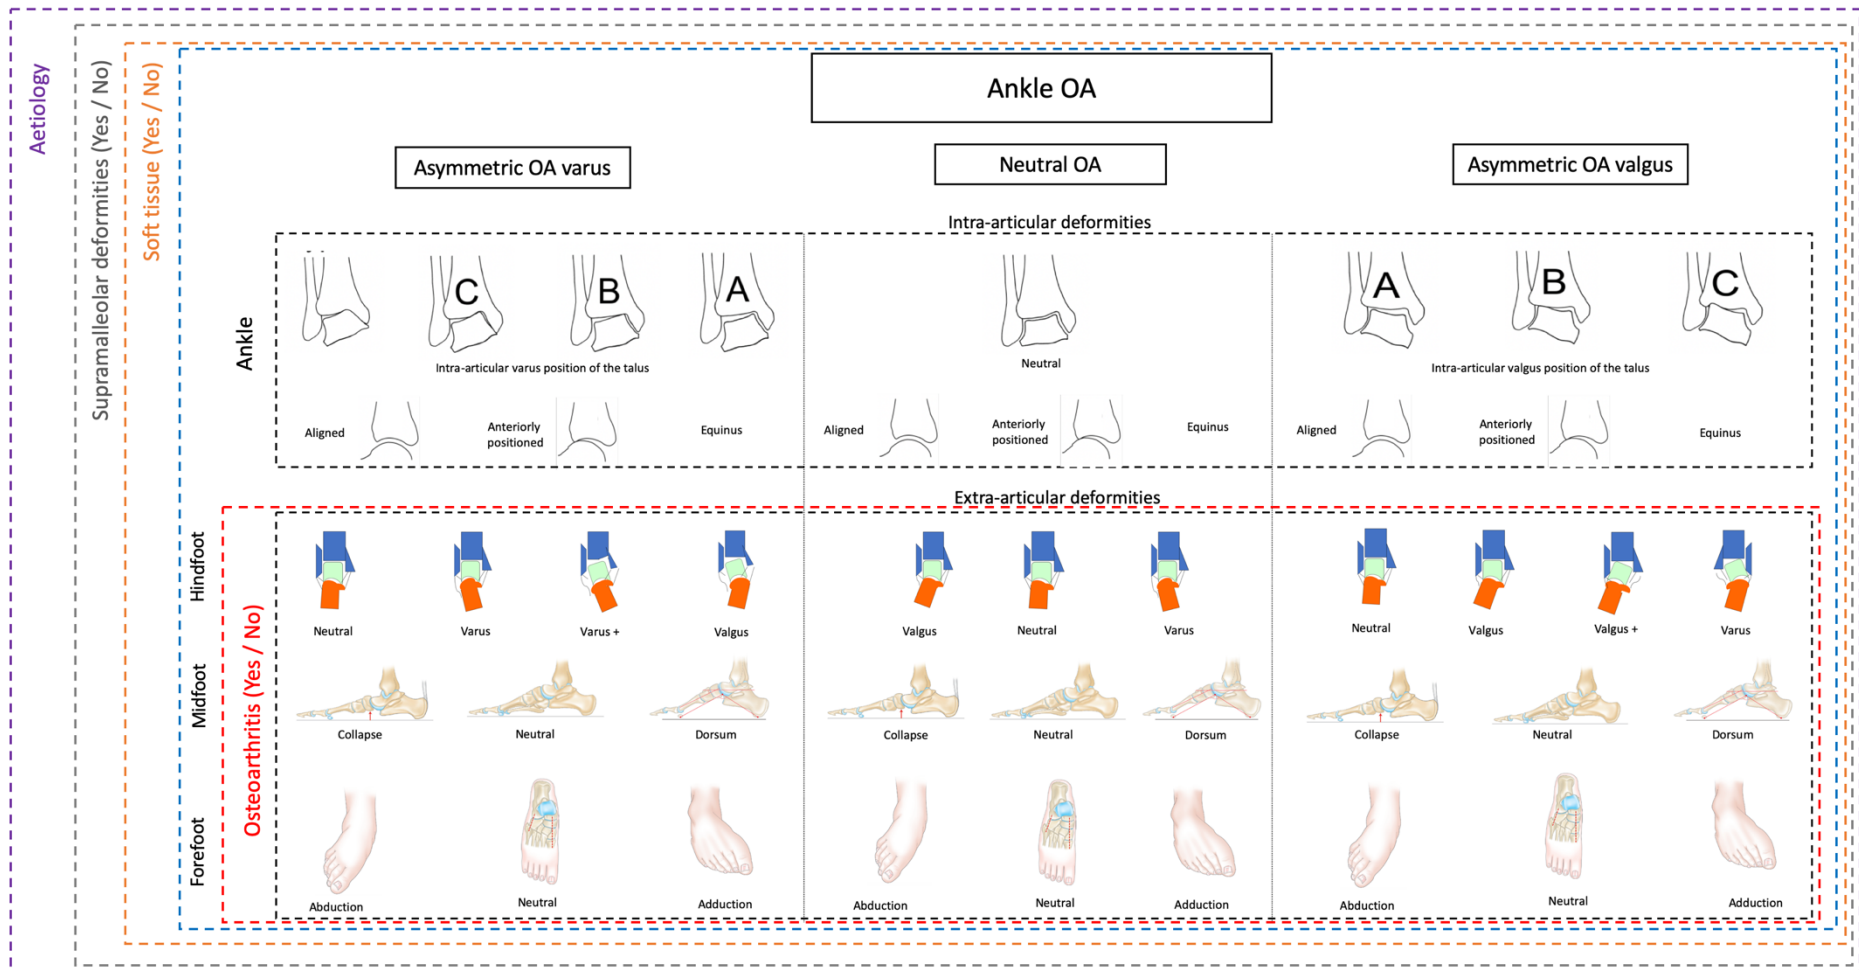 Aetiology
Supramalleolar deformities (Yes / No)
Soft tissue (Yes / No)
Ankle OA
Asymmetric OA varus
Neutral OA
Asymmetric OA valgus
Intra-articular deformities
Ankle
C
B
A
A
B
C
Intra-articular varus position of the talus
Neutral
Intra-articular valgus position of the talus
Aligned
Anteriorly
positioned
Equinus
Aligned
Anteriorly
positioned
Equinus
Aligned
Anteriorly
positioned
Equinus
Extra-articular deformities
Osteoarthritis (Yes / No)
Hindfoot
Neutral
Varus
Varus +
Valgus
Valgus
Neutral
Varus
Neutral
Valgus
Valgus +
Varus
Midfoot
Collapse
Neutral
Dorsum
Collapse
Neutral
Dorsum
Collapse
Neutral
Dorsum
Forefoot
Abduction
Neutral
Adduction
Abduction
Neutral
Adduction
Abduction
Neutral
Adduction